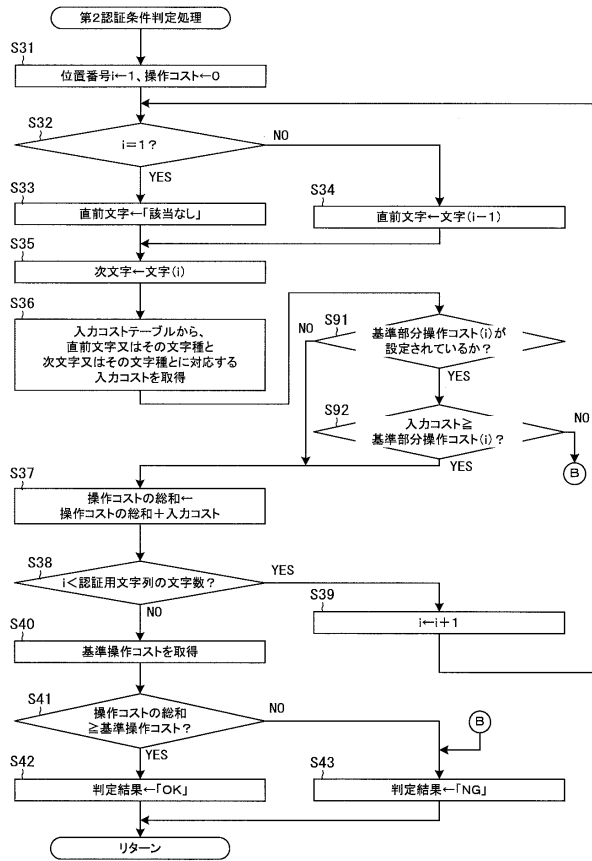 第2認証条件判定処理
S31
位置番号i←1、操作コスト←0
S32
i=1？
NO
YES
S33
直前文字←「該当なし」
S34
直前文字←文字(i−1)
S35
次文字←文字(i)
S36
入力コストテーブルから、
直前文字又はその文字種と
次文字又はその文字種とに対応する
入力コストを取得
S91
基準部分操作コスト(i)が
設定されているか？
NO
YES
S92
入力コスト≧
基準部分操作コスト(i)？
NO
YES
B
S37
操作コストの総和←
操作コストの総和＋入力コスト
S38
i＜認証用文字列の文字数？
YES
NO
S39
i←i＋1
S40
基準操作コストを取得
S41
操作コストの総和
≧基準操作コスト？
NO
YES
B
S42
判定結果←「OK」
S43
判定結果←「NG」
リターン